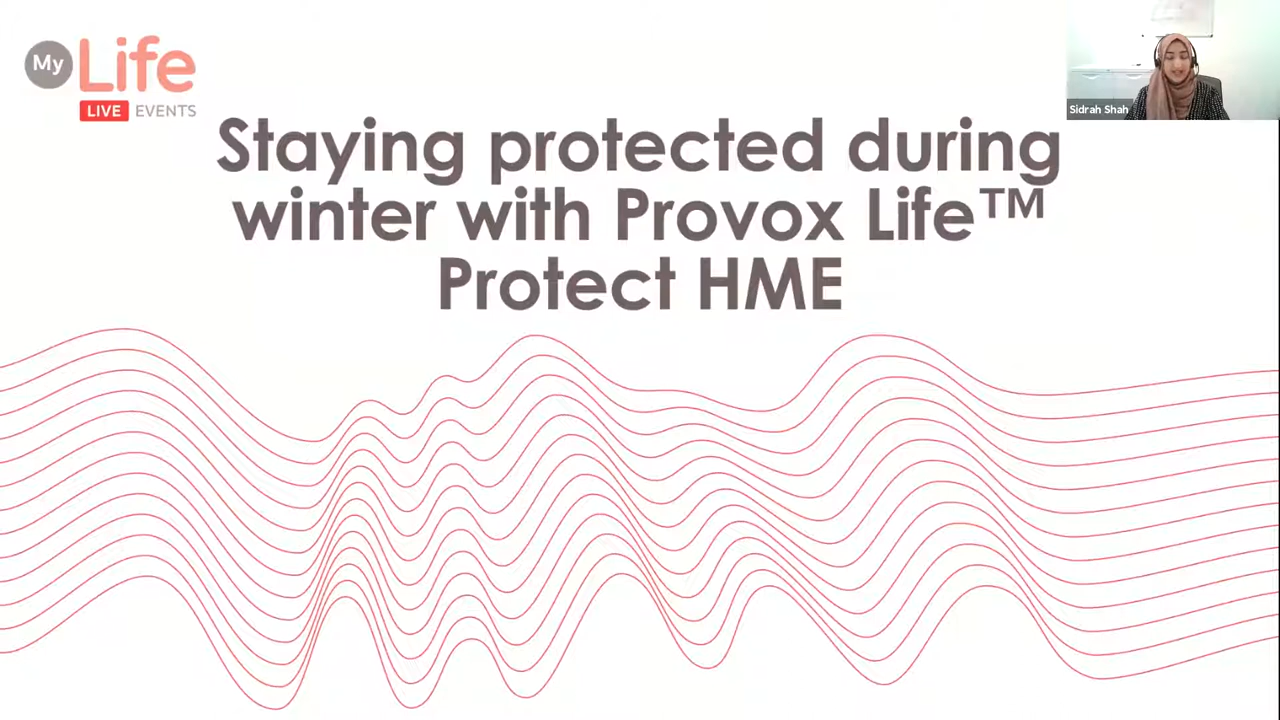 My Life
LIVE EVENTS
Sidrah Shah
Staying protected during
winter with Provox Life™
Protect HME